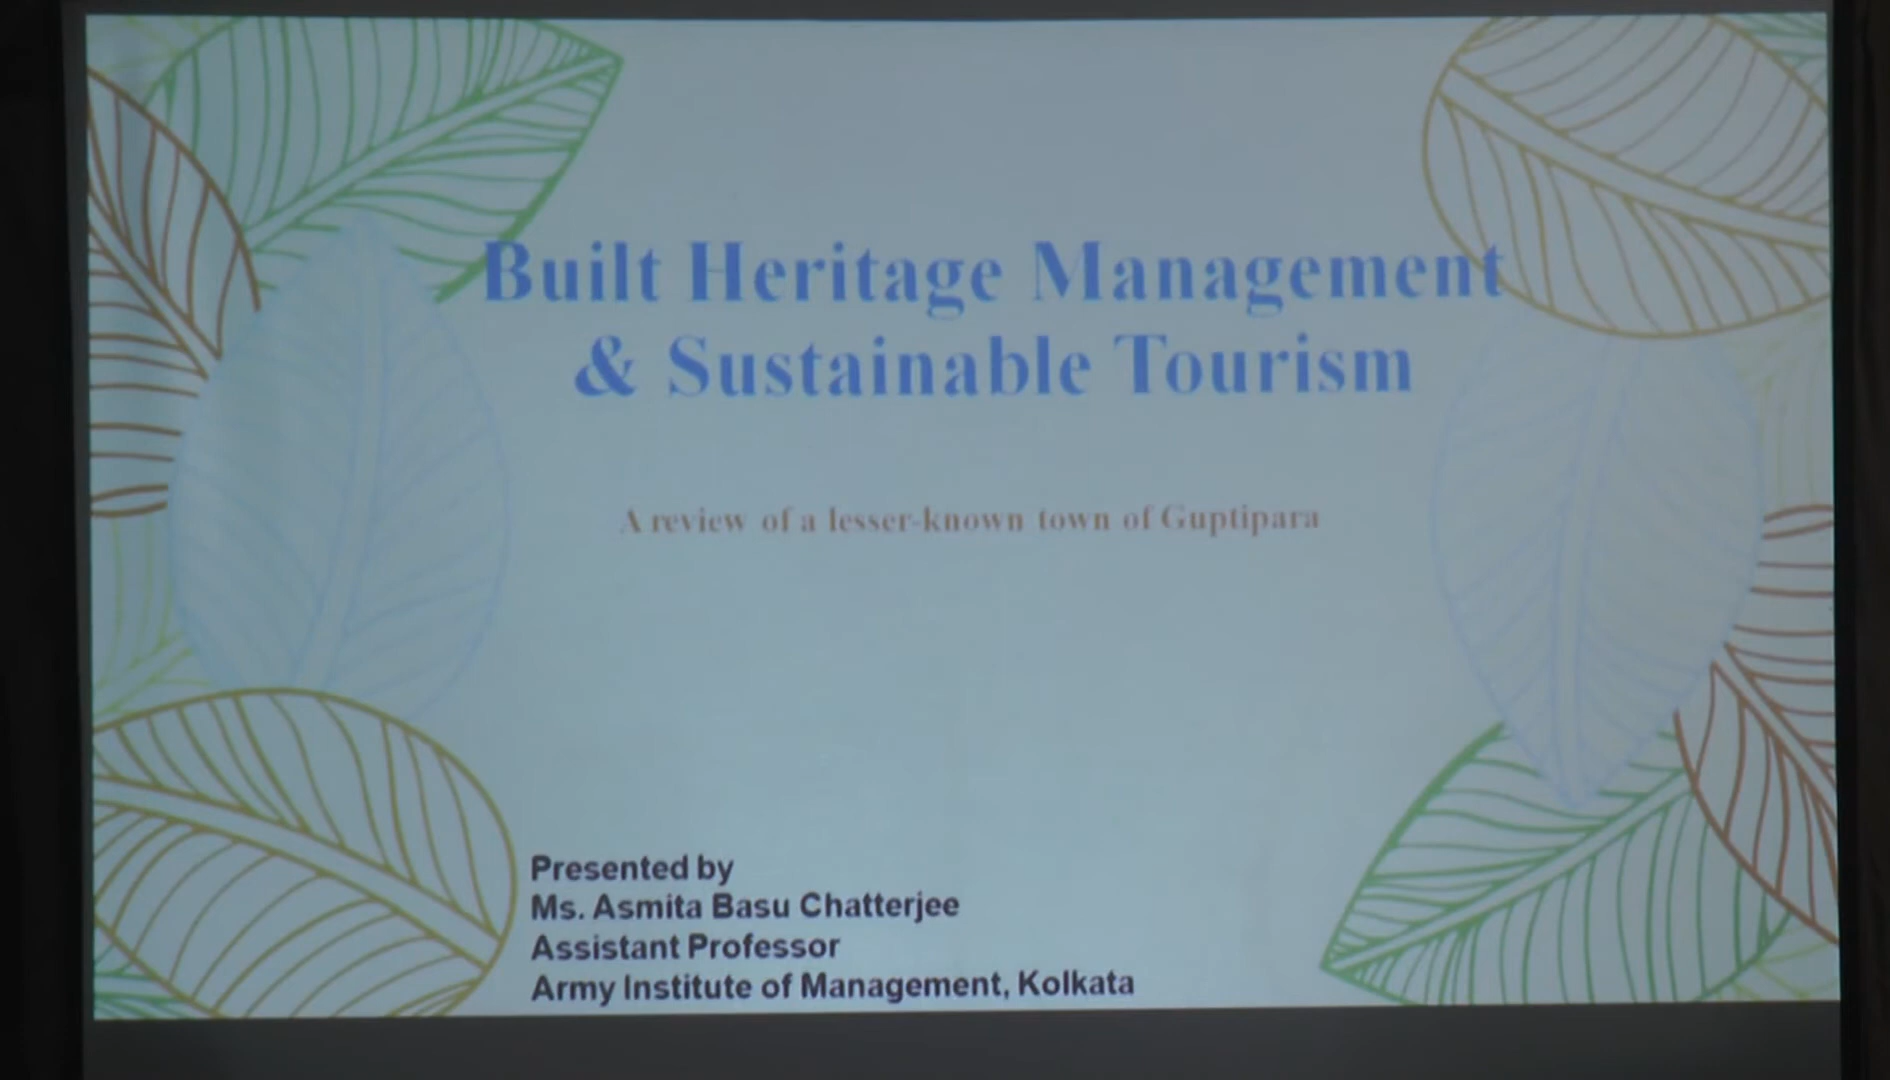 Built Heritage Management
& Sustainable Tourism
A review of a lesser-known town of Guptipara
Presented by
Ms. Asmita Basu Chatterjee
Assistant Professor
Army Institute of Management, Kolkata